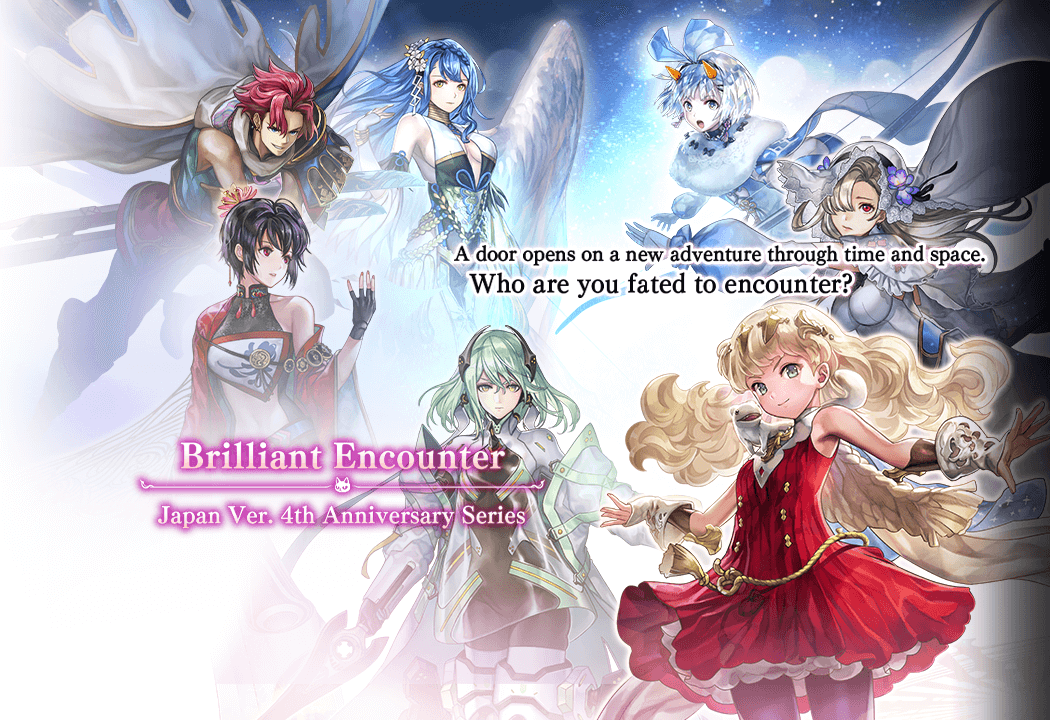 A door opens on a new adventure through time and space.
Who are you fated to encounter?
Brilliant Encounter
Japan Ver. 4th Anniversary Series